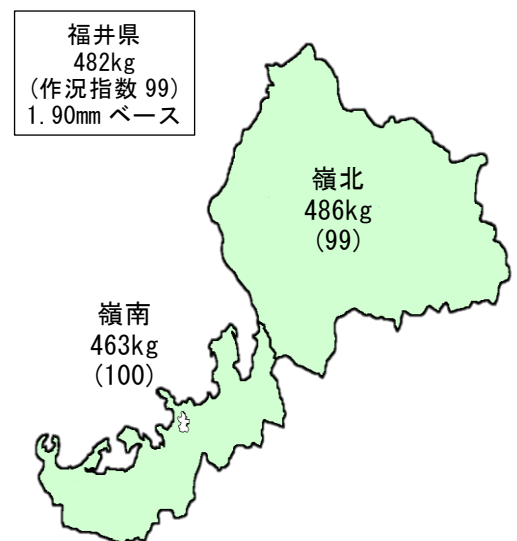 福井県
482kg
(作況指数 99)
1.90mm ベース
嶺北
486kg
(99)
嶺南
463kg
(100)